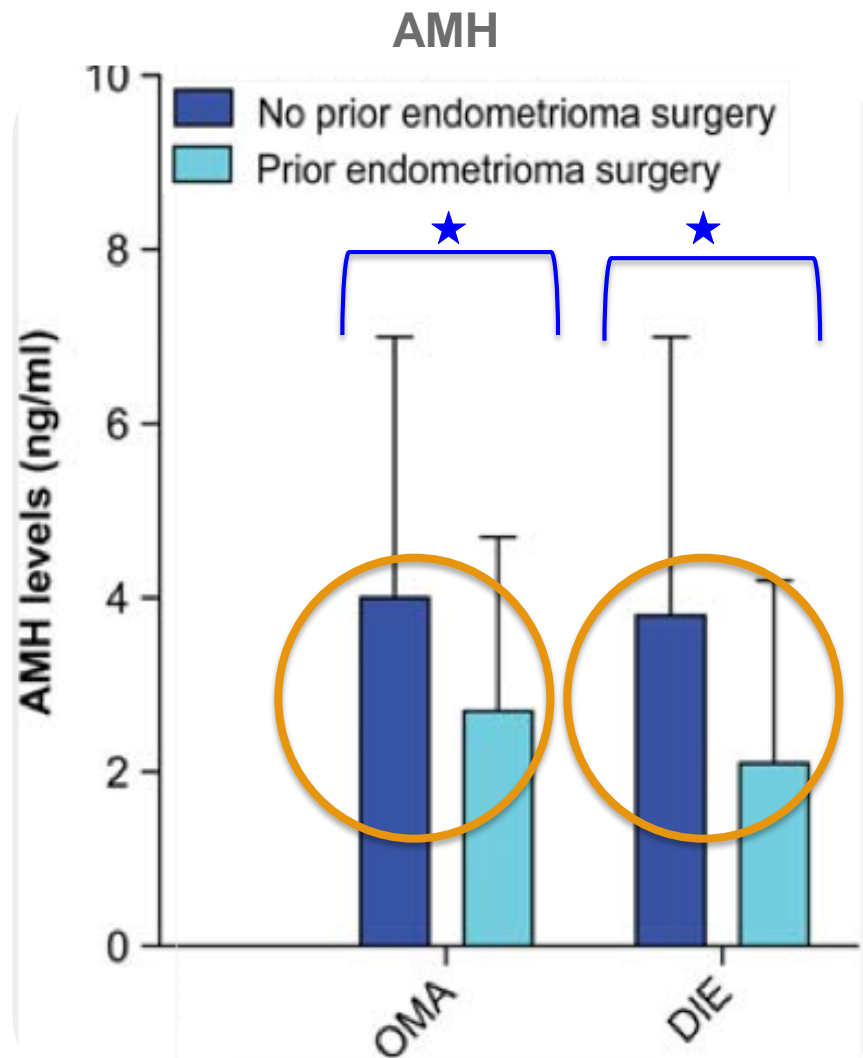 AMH
10
No prior endometrioma surgery
Prior endometrioma surgery
8
6
4
2
0
AMH levels (ng/ml)
OMA
DIE